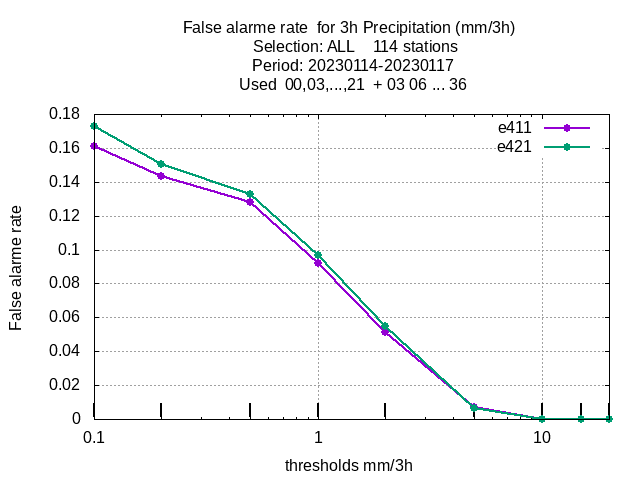 False alarme rate  for 3h Precipitation (mm/3h)
Selection: ALL    114 stations
Period: 20230114-20230117
Used  00,03,...,21  + 03 06 ... 36
e411
e421
0.18
0.16
0.14
0.12
0.1
0.08
0.06
0.04
0.02
0
False alarme rate
0.1
1
10
thresholds mm/3h